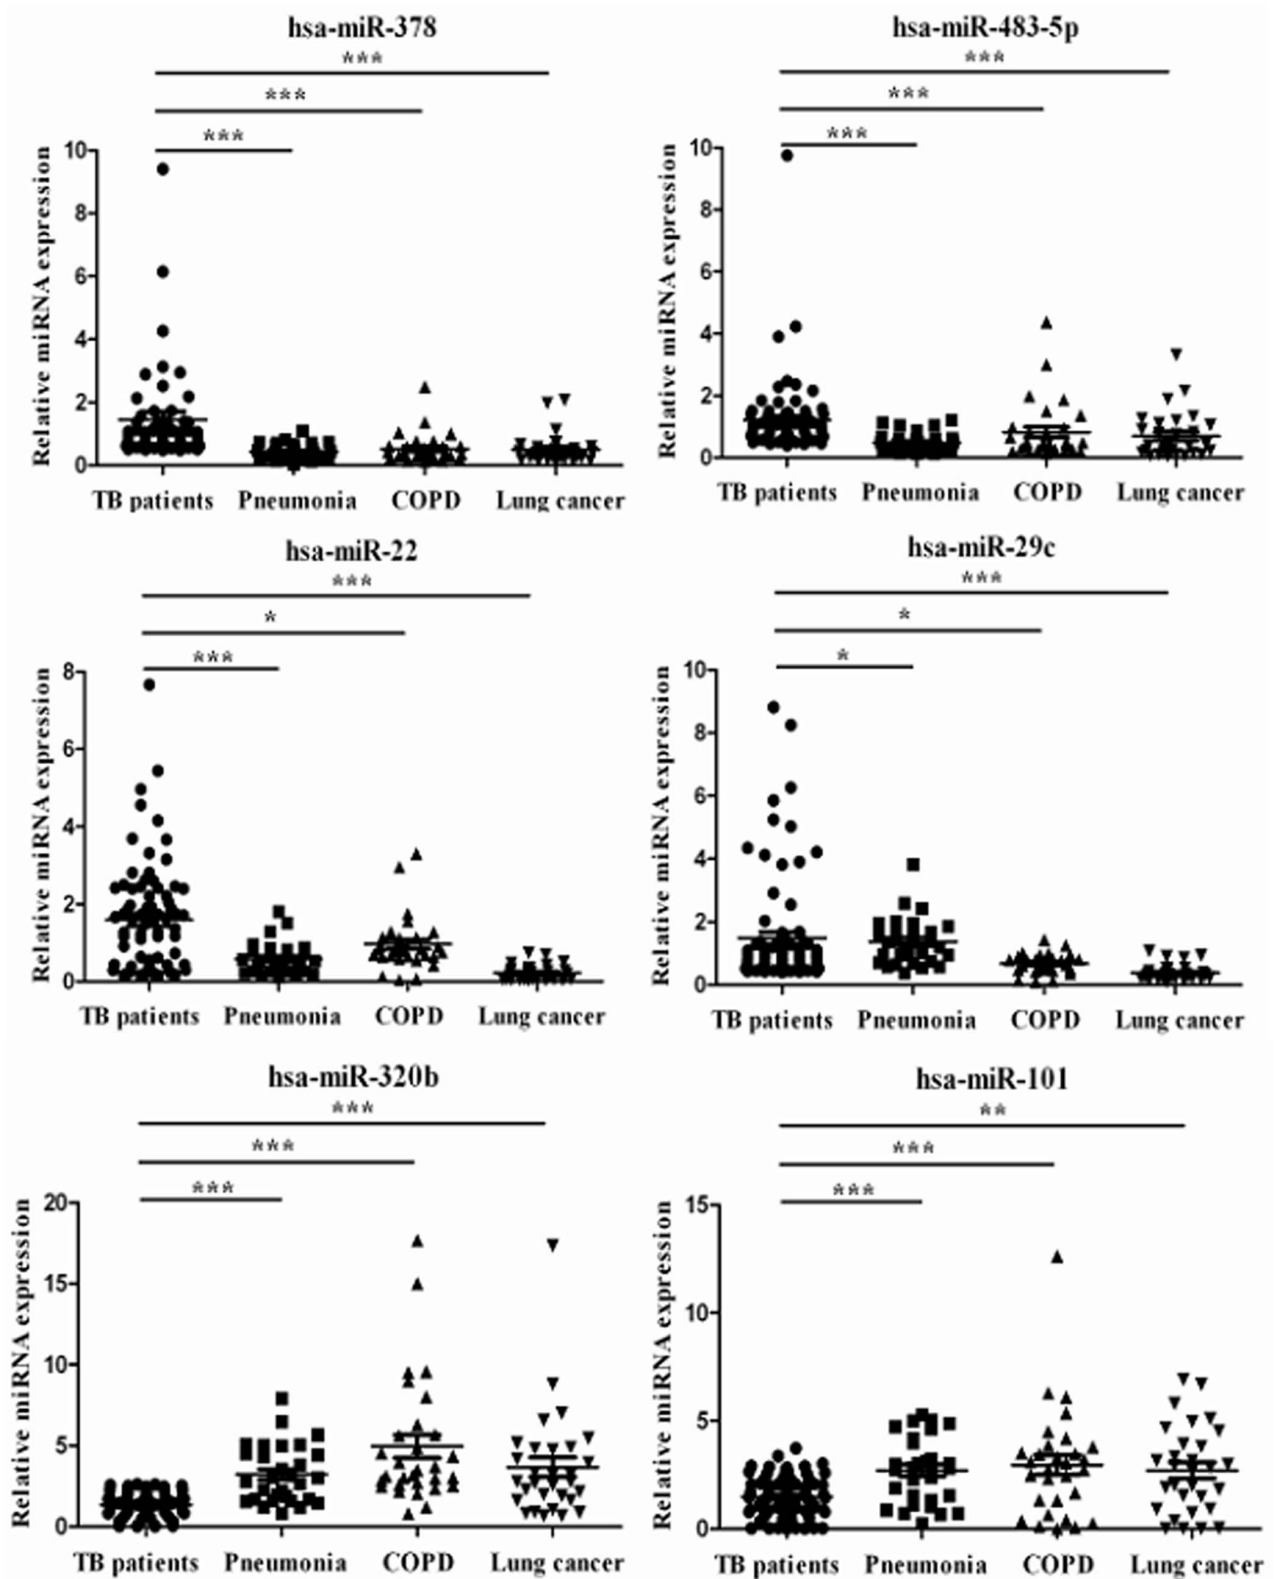 hsa-miR-378
***
***
***
Relative miRNA expression
10
8
6
4
2
0
TB patients Pneumonia COPD Lung cancer
hsa-miR-483-5p
***
***
***
Relative miRNA expression
10
8
6
4
2
0
TB patients Pneumonia COPD Lung cancer
hsa-miR-22
***
*
***
Relative miRNA expression
8
6
4
2
0
TB patients Pneumonia COPD Lung cancer
hsa-miR-29c
***
*
*
Relative miRNA expression
10
8
6
4
2
0
TB patients Pneumonia COPD Lung cancer
hsa-miR-320b
***
***
***
Relative miRNA expression
20
15
10
5
0
TB patients Pneumonia COPD Lung cancer
hsa-miR-101
**
***
***
Relative miRNA expression
15
10
5
0
TB patients Pneumonia COPD Lung cancer